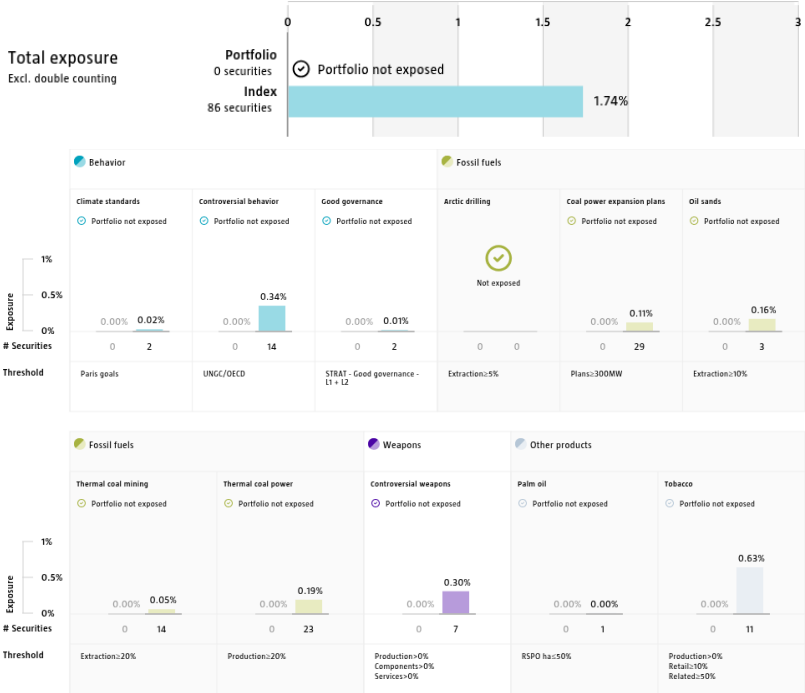 0 0.5 1 1.5 2 2.5 3
Total exposure
Excl. double counting
Portfolio
0 securities
Portfolio not exposed
Index
86 securities
1.74%
Behavior
Fossil fuels
Climate standards Controversial behavior Good governance Arctic drilling Coal power expansion plans Oil sands
Portfolio not exposed Portfolio not exposed Portfolio not exposed Portfolio not exposed Portfolio not exposed
Not exposed
Exposure
1%
0.5%
0%
0.00% 0.02% 0.00% 0.34% 0.00% 0.01% 0.00% 0.11% 0.00% 0.16%
# Securities 0 2 0 14 0 2 0 0 0 29 0 3
Threshold Paris goals UNGC/OECD STRAT - Good governance - Extraction≥5% Plans≥300MW Extraction≥10%
L1 + L2
Fossil fuels
Weapons
Other products
Thermal coal mining Thermal coal power Controversial weapons Palm oil Tobacco
Portfolio not exposed Portfolio not exposed Portfolio not exposed Portfolio not exposed Portfolio not exposed
Exposure
1%
0.5%
0%
0.00% 0.05% 0.00% 0.19% 0.00% 0.30% 0.00% 0.00% 0.00% 0.63%
# Securities 0 14 0 23 0 7 0 1 0 11
Threshold Extraction≥20% Production≥20% Production>0% RSPO ha≤50% Production>0%
Components>0% Retail≥10%
Services>0% Related≥50%